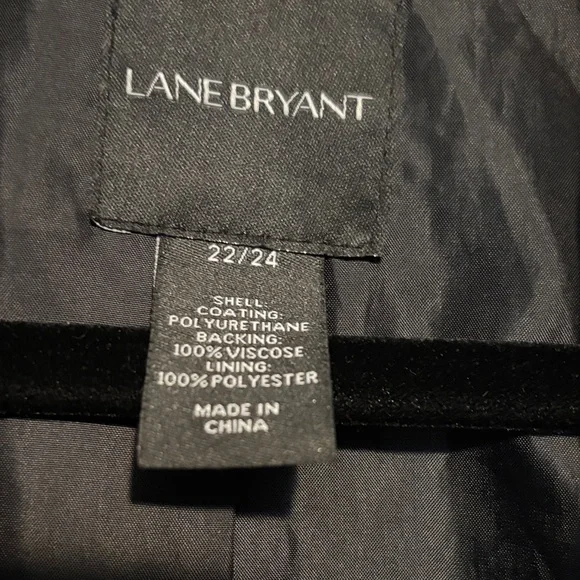 LANE BRYANT
22/24
SHELL:
COATING:
POLYURETHANE
BACKING:
100% VISCOSE
LINING:
100% POLYESTER
MADE IN
CHINA